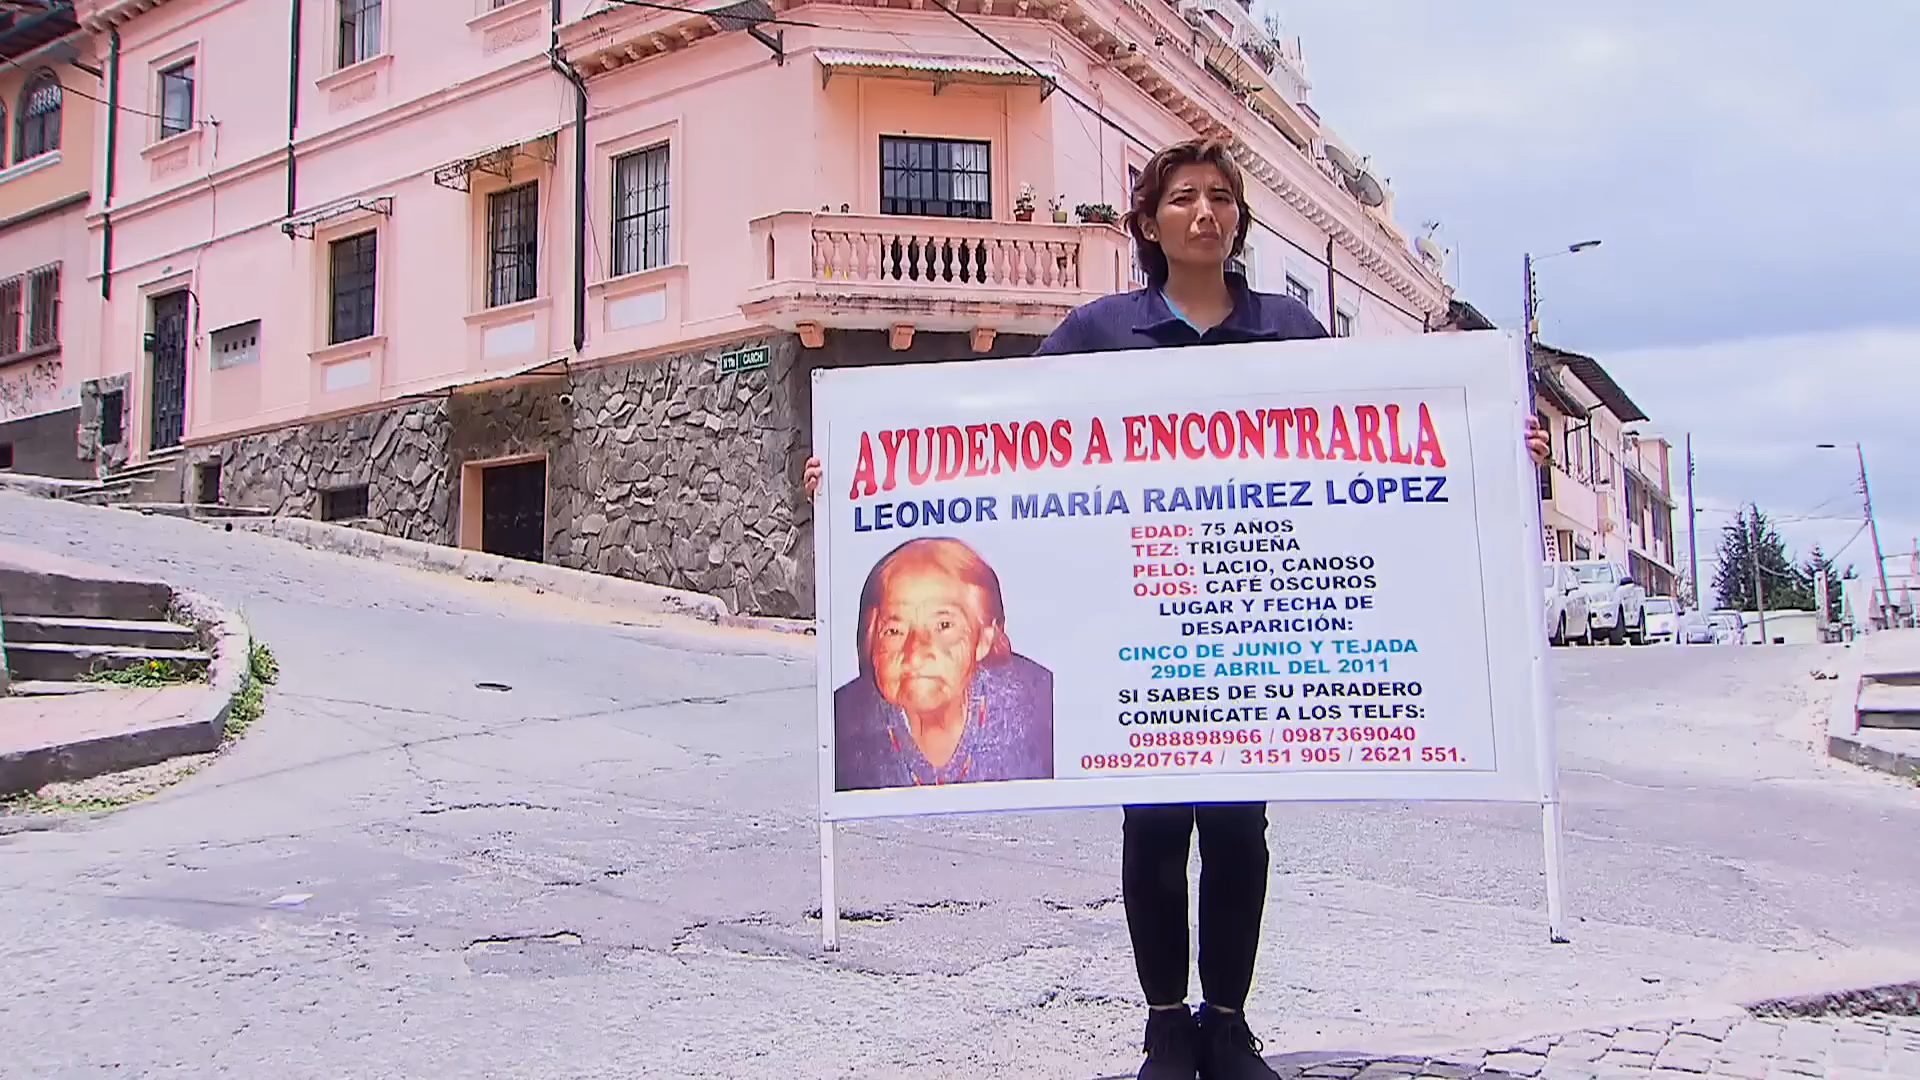 CARCHI
AYUDENOS A ENCONTRARLA
LEONOR MARÍA RAMÍREZ LÓPEZ
EDAD: 75 AÑOS
TEZ: TRIGUEÑA
PELO: LACIO, CANOSO
OJOS: CAFÉ OSCUROS
LUGAR Y FECHA DE
DESAPARICIÓN:
CINCO DE JUNIO Y TEJADA
29DE ABRIL DEL 2011
SI SABES DE SU PARADERO
COMUNÍCATE A LOS TELFS:
0988898966 / 0987369040
0989207674 / 3151 905 / 2621 551.